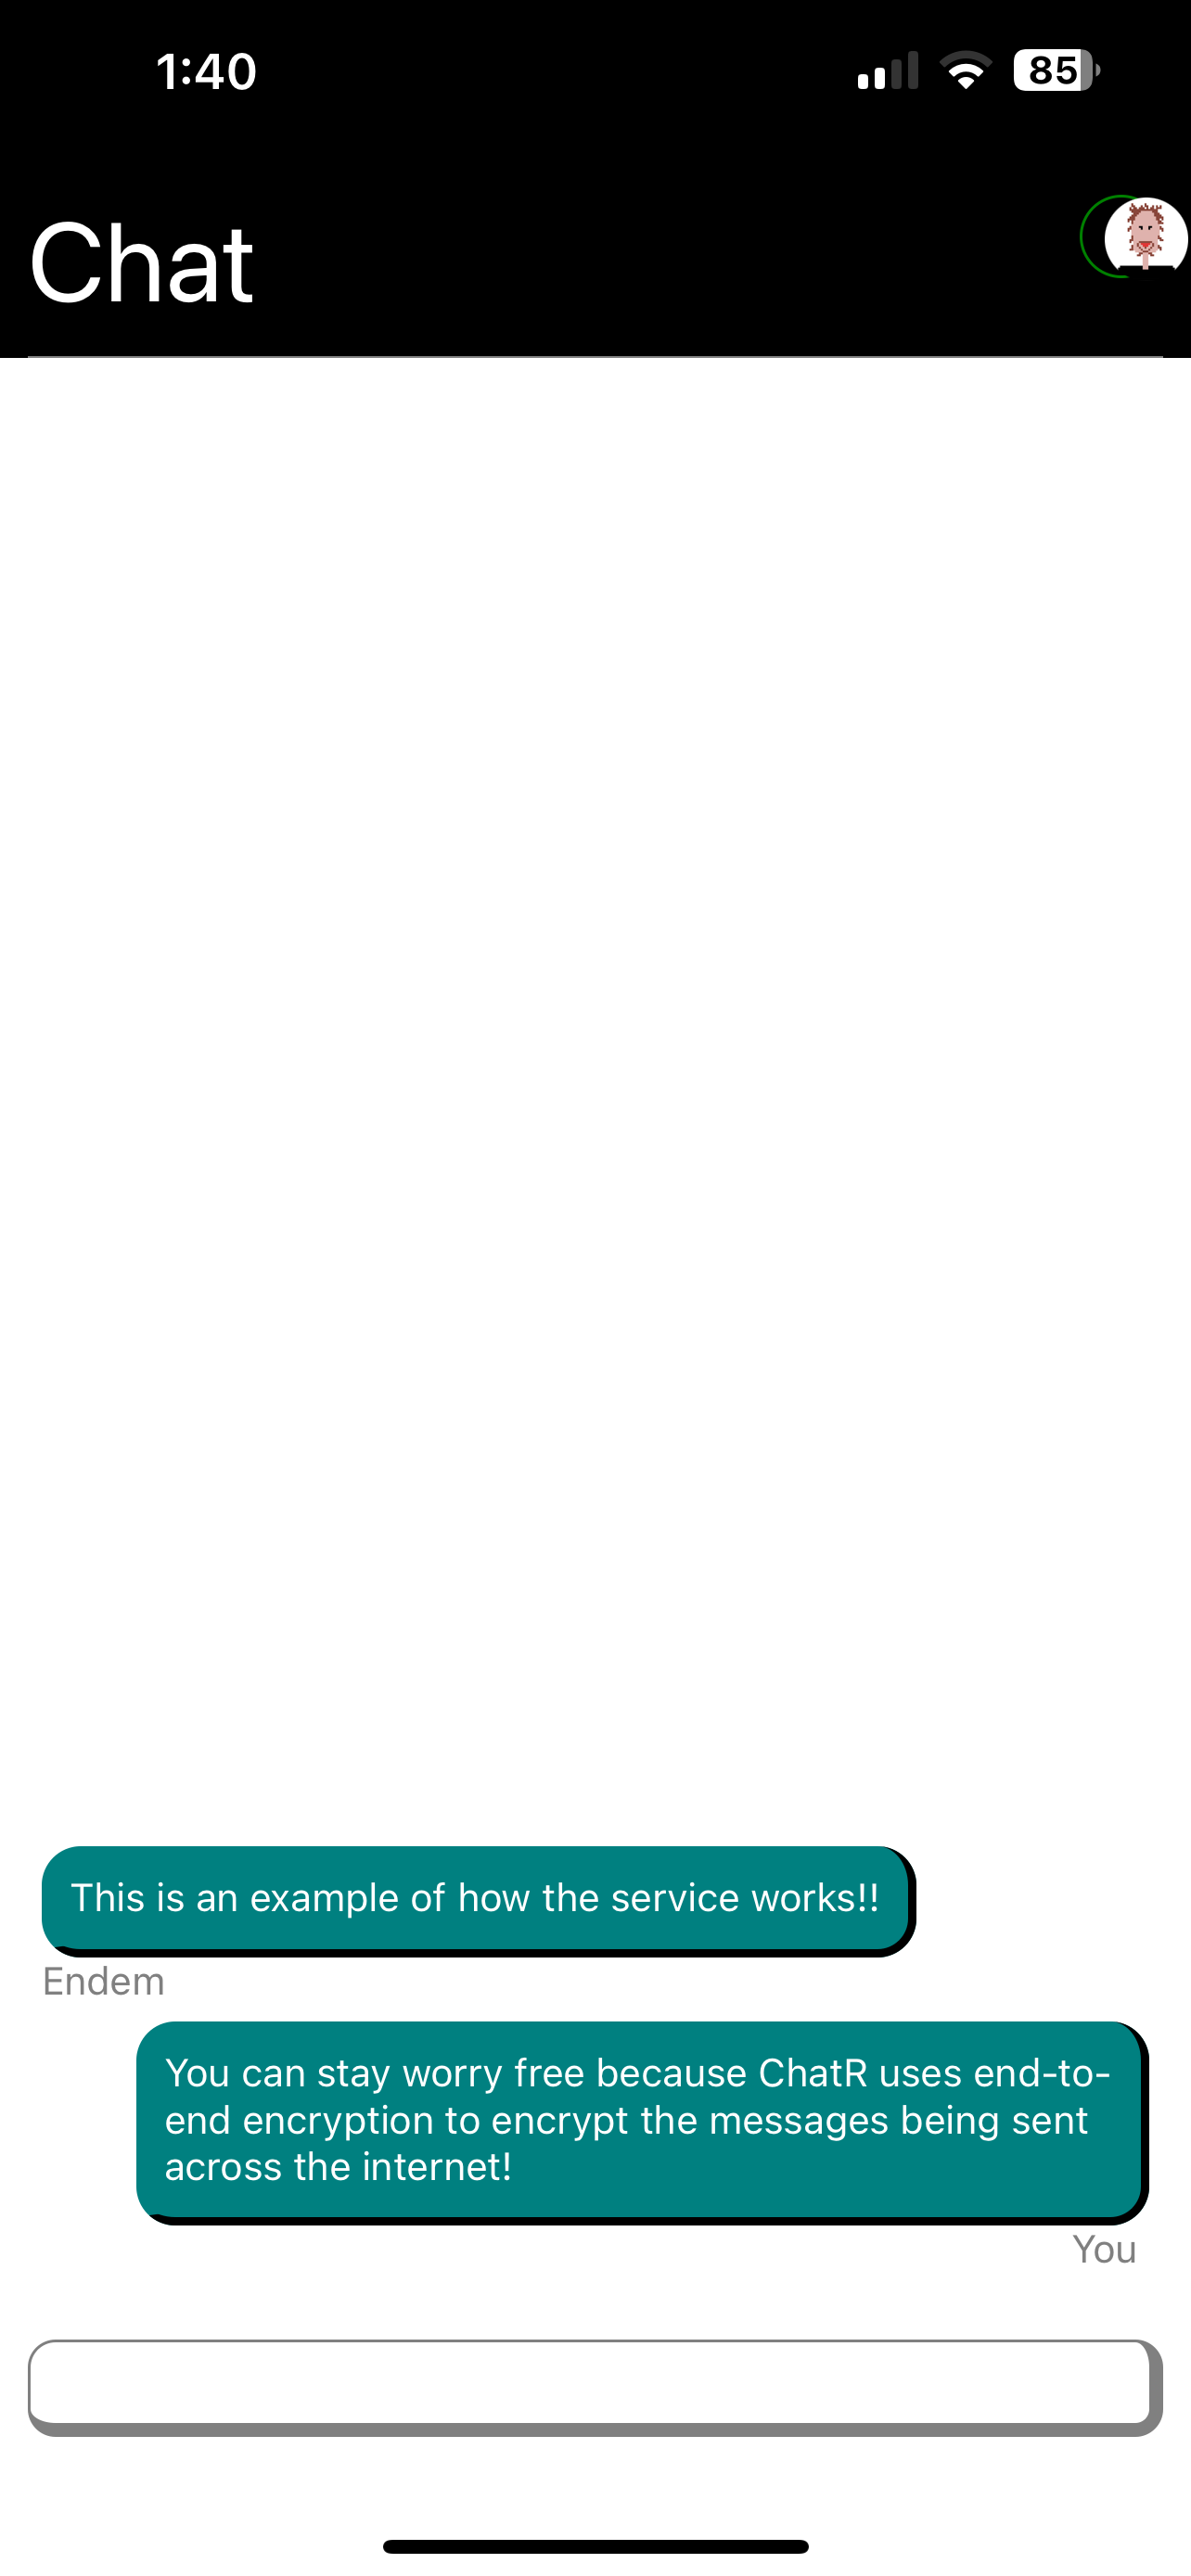 1:40
85
Chat
This is an example of how the service works!!
Endem
You can stay worry free because ChatR uses end-to-
end encryption to encrypt the messages being sent
across the internet!
You